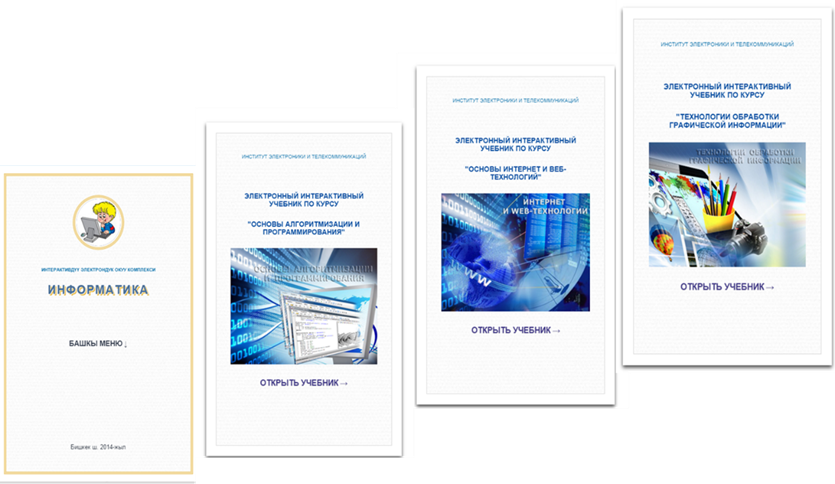 ИНТЕРАКТИВДҮҮ ЭЛЕКТРОНДУК ОКУУ КОМПЛЕКСИ
ИНФОРМАТИКА
БАШКЫ МЕНЮ ;
Бишкек ш. 2014-жыл
ИНСТИТУТ ЭЛЕКТРОНИКИ И ТЕЛЕКОММУНИКАЦИЙ
ЭЛЕКТРОННЫЙ ИНТЕРАКТИВНЫЙ
УЧЕБНИК ПО КУРСУ
"ОСНОВЫ АЛГОРИТМИЗАЦИИ И
ПРОГРАММИРОВАНИЯ"
ОСНОВЫ АЛГОРИТМИЗАЦИИ
И ПРОГРАММИРОВАНИЯ
ОТКРЫТЬ УЧЕБНИК→
ИНСТИТУТ ЭЛЕКТРОНИКИ И ТЕЛЕКОММУНИКАЦИЙ
ЭЛЕКТРОННЫЙ ИНТЕРАКТИВНЫЙ
УЧЕБНИК ПО КУРСУ
"ОСНОВЫ ИНТЕРНЕТ И ВЕБ-
ТЕХНОЛОГИЙ"
ИНТЕРНЕТ
И WEB-ТЕХНОЛОГИИ
WWW
ОТКРЫТЬ УЧЕБНИК→
ИНСТИТУТ ЭЛЕКТРОНИКИ И ТЕЛЕКОММУНИКАЦИЙ
ЭЛЕКТРОННЫЙ ИНТЕРАКТИВНЫЙ
УЧЕБНИК ПО КУРСУ
"ТЕХНОЛОГИИ ОБРАБОТКИ
ГРАФИЧЕСКОЙ ИНФОРМАЦИИ"
ТЕХНОЛОГИИ ОБРАБОТКИ
ГРАФИЧЕСКОЙ ИНФОРМАЦИИ
ОТКРЫТЬ УЧЕБНИК→